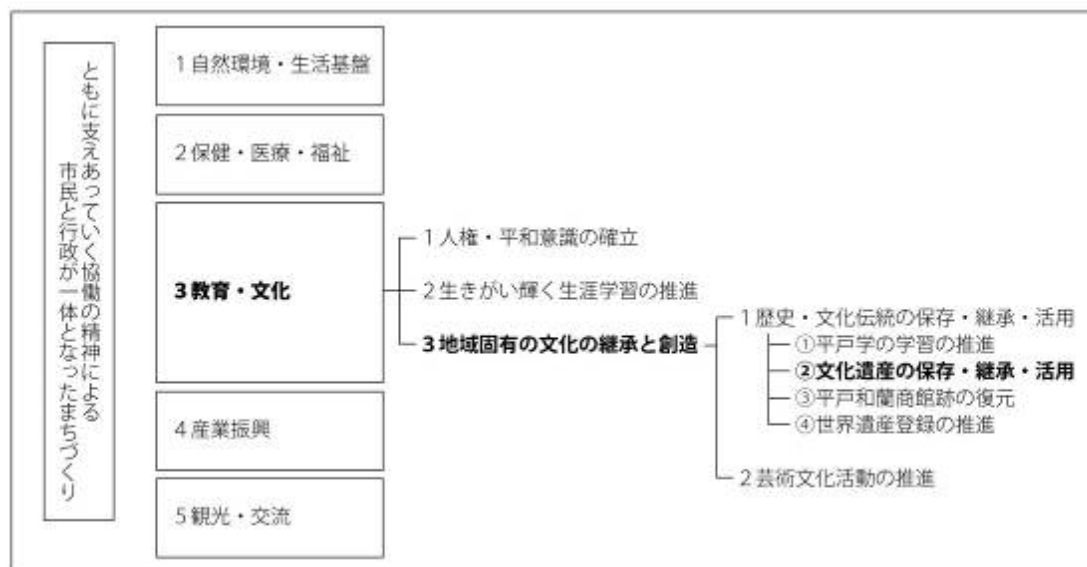 ともに支えあっていく協働の精神による
市民と行政が一体となったまちづくり
1自然環境・生活基盤
2保健・医療・福祉
3教育・文化
1人権・平和意識の確立
2生きがい輝く生涯学習の推進
3地域固有の文化の継承と創造
1歴史・文化伝統の保存・継承・活用
①平戸学の学習の推進
②文化遺産の保存・継承・活用
③平戸和蘭商館跡の復元
④世界遺産登録の推進
2芸術文化活動の推進
4産業振興
5観光・交流